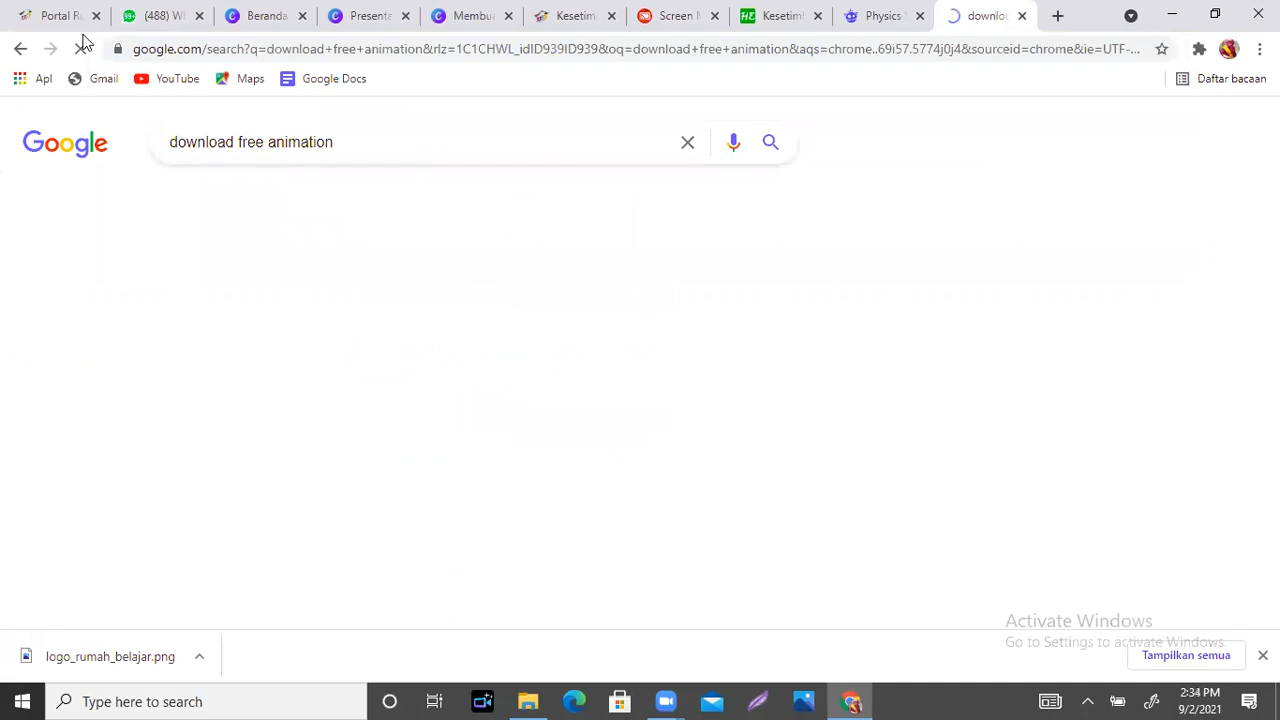 Portal R
(488) W
Beranda
Presenta
Membu
Kesetim
Screen N
Kesetimb
Physics
downlo
google.com/search?q=download+free+animation&rlz=1C1CHWL_idID939ID939&oq=download+free+animation&aqs=chrome..69i57.5774j0j4&sourceid=chrome&ie=UTF-...
Apl
Gmail
YouTube
Maps
Google Docs
Daftar bacaan
Google
download free animation
Activate Windows
Go to Settings to activate Windows.
logo_rumah_belajar.png
Tampilkan semua
Type here to search
2:34 PM
9/2/2021